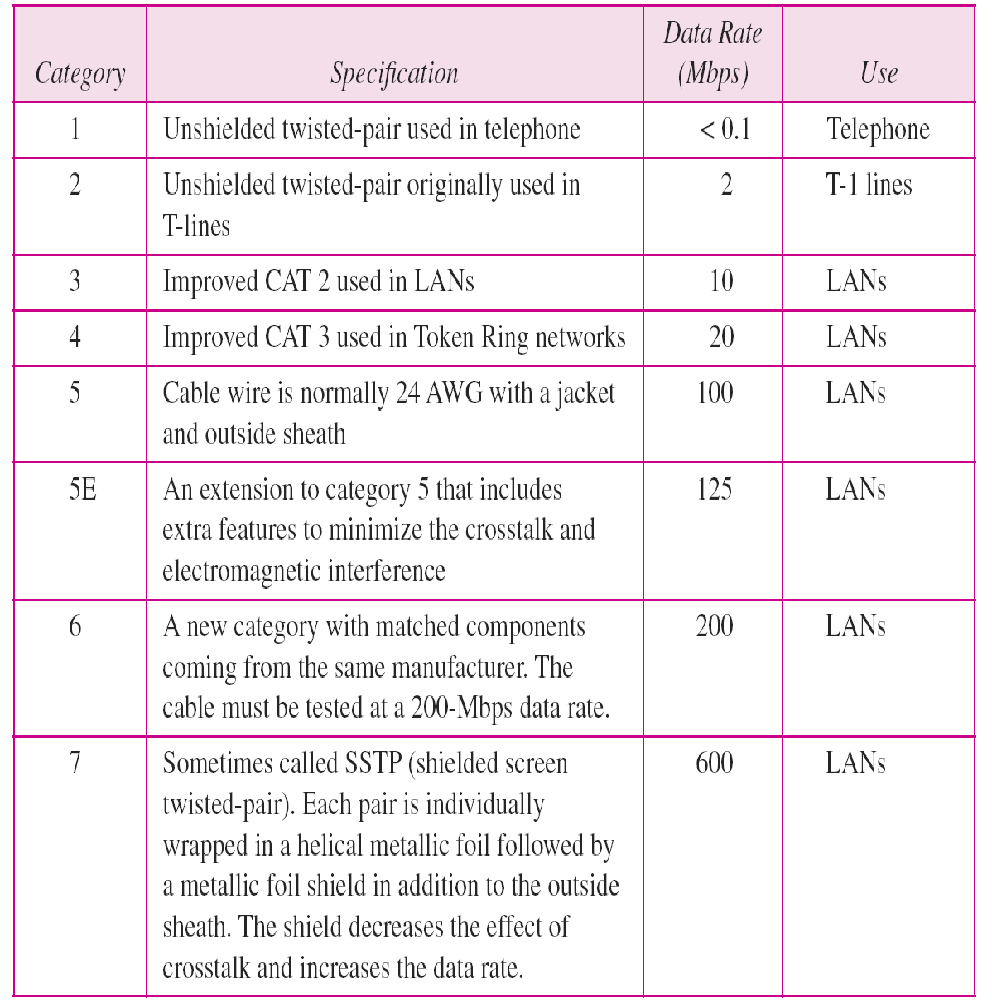 Category Specification Data Rate (Mbps) Use
1 Unshielded twisted-pair used in telephone < 0.1 Telephone
2 Unshielded twisted-pair originally used in 2 T-1 lines
T-lines
3 Improved CAT 2 used in LANs 10 LANs
4 Improved CAT 3 used in Token Ring networks 20 LANs
5 Cable wire is normally 24 AWG with a jacket 100 LANs
and outside sheath
5E An extension to category 5 that includes 125 LANs
extra features to minimize the crosstalk and
electromagnetic interference
6 A new category with matched components 200 LANs
coming from the same manufacturer. The
cable must be tested at a 200-Mbps data rate.
7 Sometimes called SSTP (shielded screen 600 LANs
twisted-pair). Each pair is individually
wrapped in a helical metallic foil followed by
a metallic foil shield in addition to the outside
sheath. The shield decreases the effect of
crosstalk and increases the data rate.